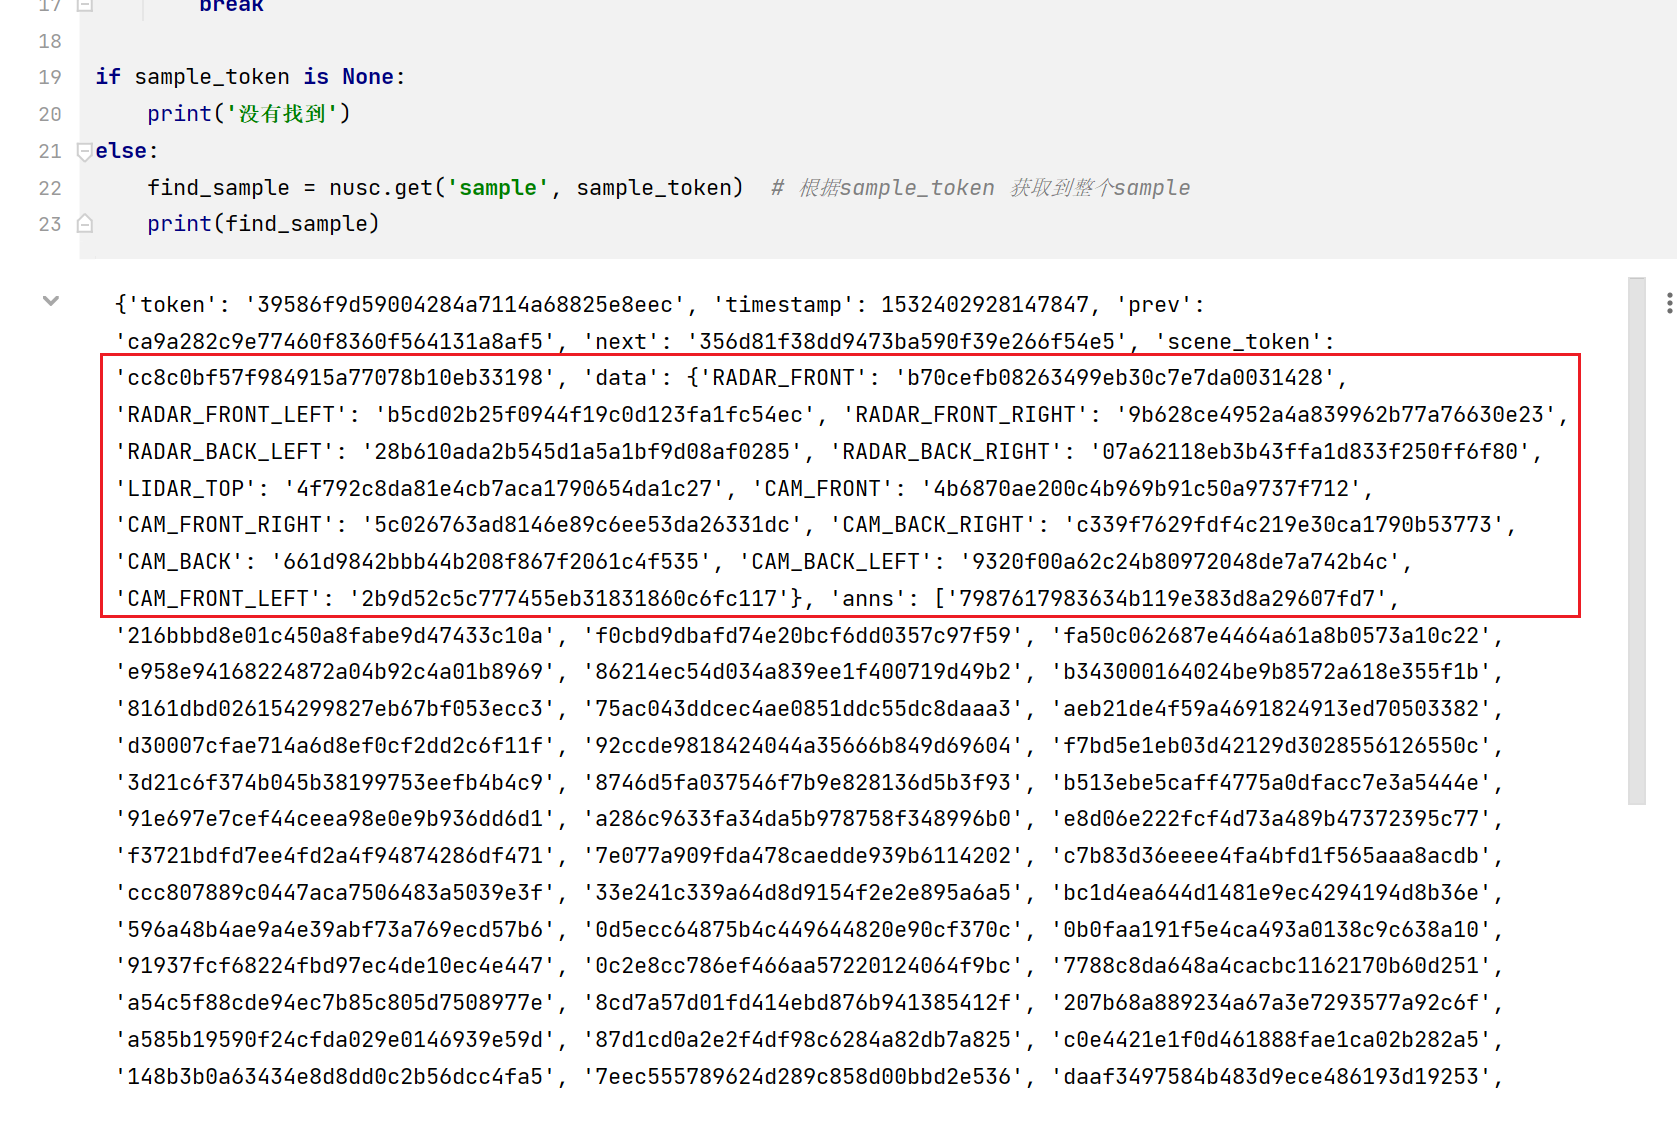 17 break
18
19 if sample_token is None:
20 print('没有找到')
21 else:
22 find_sample = nusc.get('sample', sample_token) # 根据sample_token 获取到整个sample
23 print(find_sample)
{'token': '39586f9d59004284a7114a68825e8eec', 'timestamp': 1532402928147847, 'prev':
'ca9a282c9e77460f8360f564131a8af5', 'next': '356d81f38dd9473ba590f39e266f54e5', 'scene_token':
'cc8c0bf57f984915a77078b10eb33198', 'data': {'RADAR_FRONT': 'b70cefb08263499eb30c7e7da0031428',
'RADAR_FRONT_LEFT': 'b5cd02b25f0944f19c0d123fa1fc54ec', 'RADAR_FRONT_RIGHT': '9b628ce4952a4a839962b77a76630e23',
'RADAR_BACK_LEFT': '28b610ada2b545d1a5a1bf9d08af0285', 'RADAR_BACK_RIGHT': '07a62118eb3b43ffa1d833f250ff6f80',
'LIDAR_TOP': '4f792c8da81e4cb7aca1790654da1c27', 'CAM_FRONT': '4b6870ae200c4b969b91c50a9737f712',
'CAM_FRONT_RIGHT': '5c026763ad8146e89c6ee53da26331dc', 'CAM_BACK_RIGHT': 'c339f7629fdf4c219e30ca1790b53773',
'CAM_BACK': '661d9842bbb44b208f867f2061c4f535', 'CAM_BACK_LEFT': '9320f00a62c24b80972048de7a742b4c',
'CAM_FRONT_LEFT': '2b9d52c5c777455eb31831860c6fc117'}, 'anns': ['7987617983634b119e383d8a29607fd7',
'216bbbd8e01c450a8fabe9d47433c10a', 'f0cbd9dbafd74e20bcf6dd0357c97f59', 'fa50c062687e4464a61a8b0573a10c22',
'e958e94168224872a04b92c4a01b8969', '86214ec54d034a839ee1f400719d49b2', 'b343000164024be9b8572a618e355f1b',
'8161dbd026154299827eb67bf053ecc3', '75ac043ddcec4ae0851ddc55dc8daaa3', 'aeb21de4f59a4691824913ed70503382',
'd30007cfae714a6d8ef0cf2dd2c6f11f', '92ccde9818424044a35666b849d69604', 'f7bd5e1eb03d42129d3028556126550c',
'3d21c6f374b045b38199753eefb4b4c9', '8746d5fa037546f7b9e828136d5b3f93', 'b513ebe5caff4775a0dfacc7e3a5444e',
'91e697e7cef44ceea98e0e9b936dd6d1', 'a286c9633fa34da5b978758f348996b0', 'e8d06e222fcf4d73a489b47372395c77',
'f3721bdfd7ee4fd2a4f94874286df471', '7e077a909fda478caedde939b6114202', 'c7b83d36eeee4fa4bfd1f565aaa8acdb',
'ccc807889c0447aca7506483a5039e3f', '33e241c339a64d8d9154f2e2e895a6a5', 'bc1d4ea644d1481e9ec4294194d8b36e',
'596a48b4ae9a4e39abf73a769ecd57b6', '0d5ecc64875b4c449644820e90cf370c', '0b0faa191f5e4ca493a0138c9c638a10',
'91937fcf68224fbd97ec4de10ec4e447', '0c2e8cc786ef466aa57220124064f9bc', '7788c8da648a4cacbc1162170b60d251',
'a54c5f88cde94ec7b85c805d7508977e', '8cd7a57d01fd414ebd876b941385412f', '207b68a889234a67a3e7293577a92c6f',
'a585b19590f24cfda029e0146939e59d', '87d1cd0a2e2f4df98c6284a82db7a825', 'c0e4421e1f0d461888fae1ca02b282a5',
'148b3b0a63434e8d8dd0c2b56dcc4fa5', '7eec555789624d289c858d00bbd2e536', 'daaf3497584b483d9ece486193d19253',